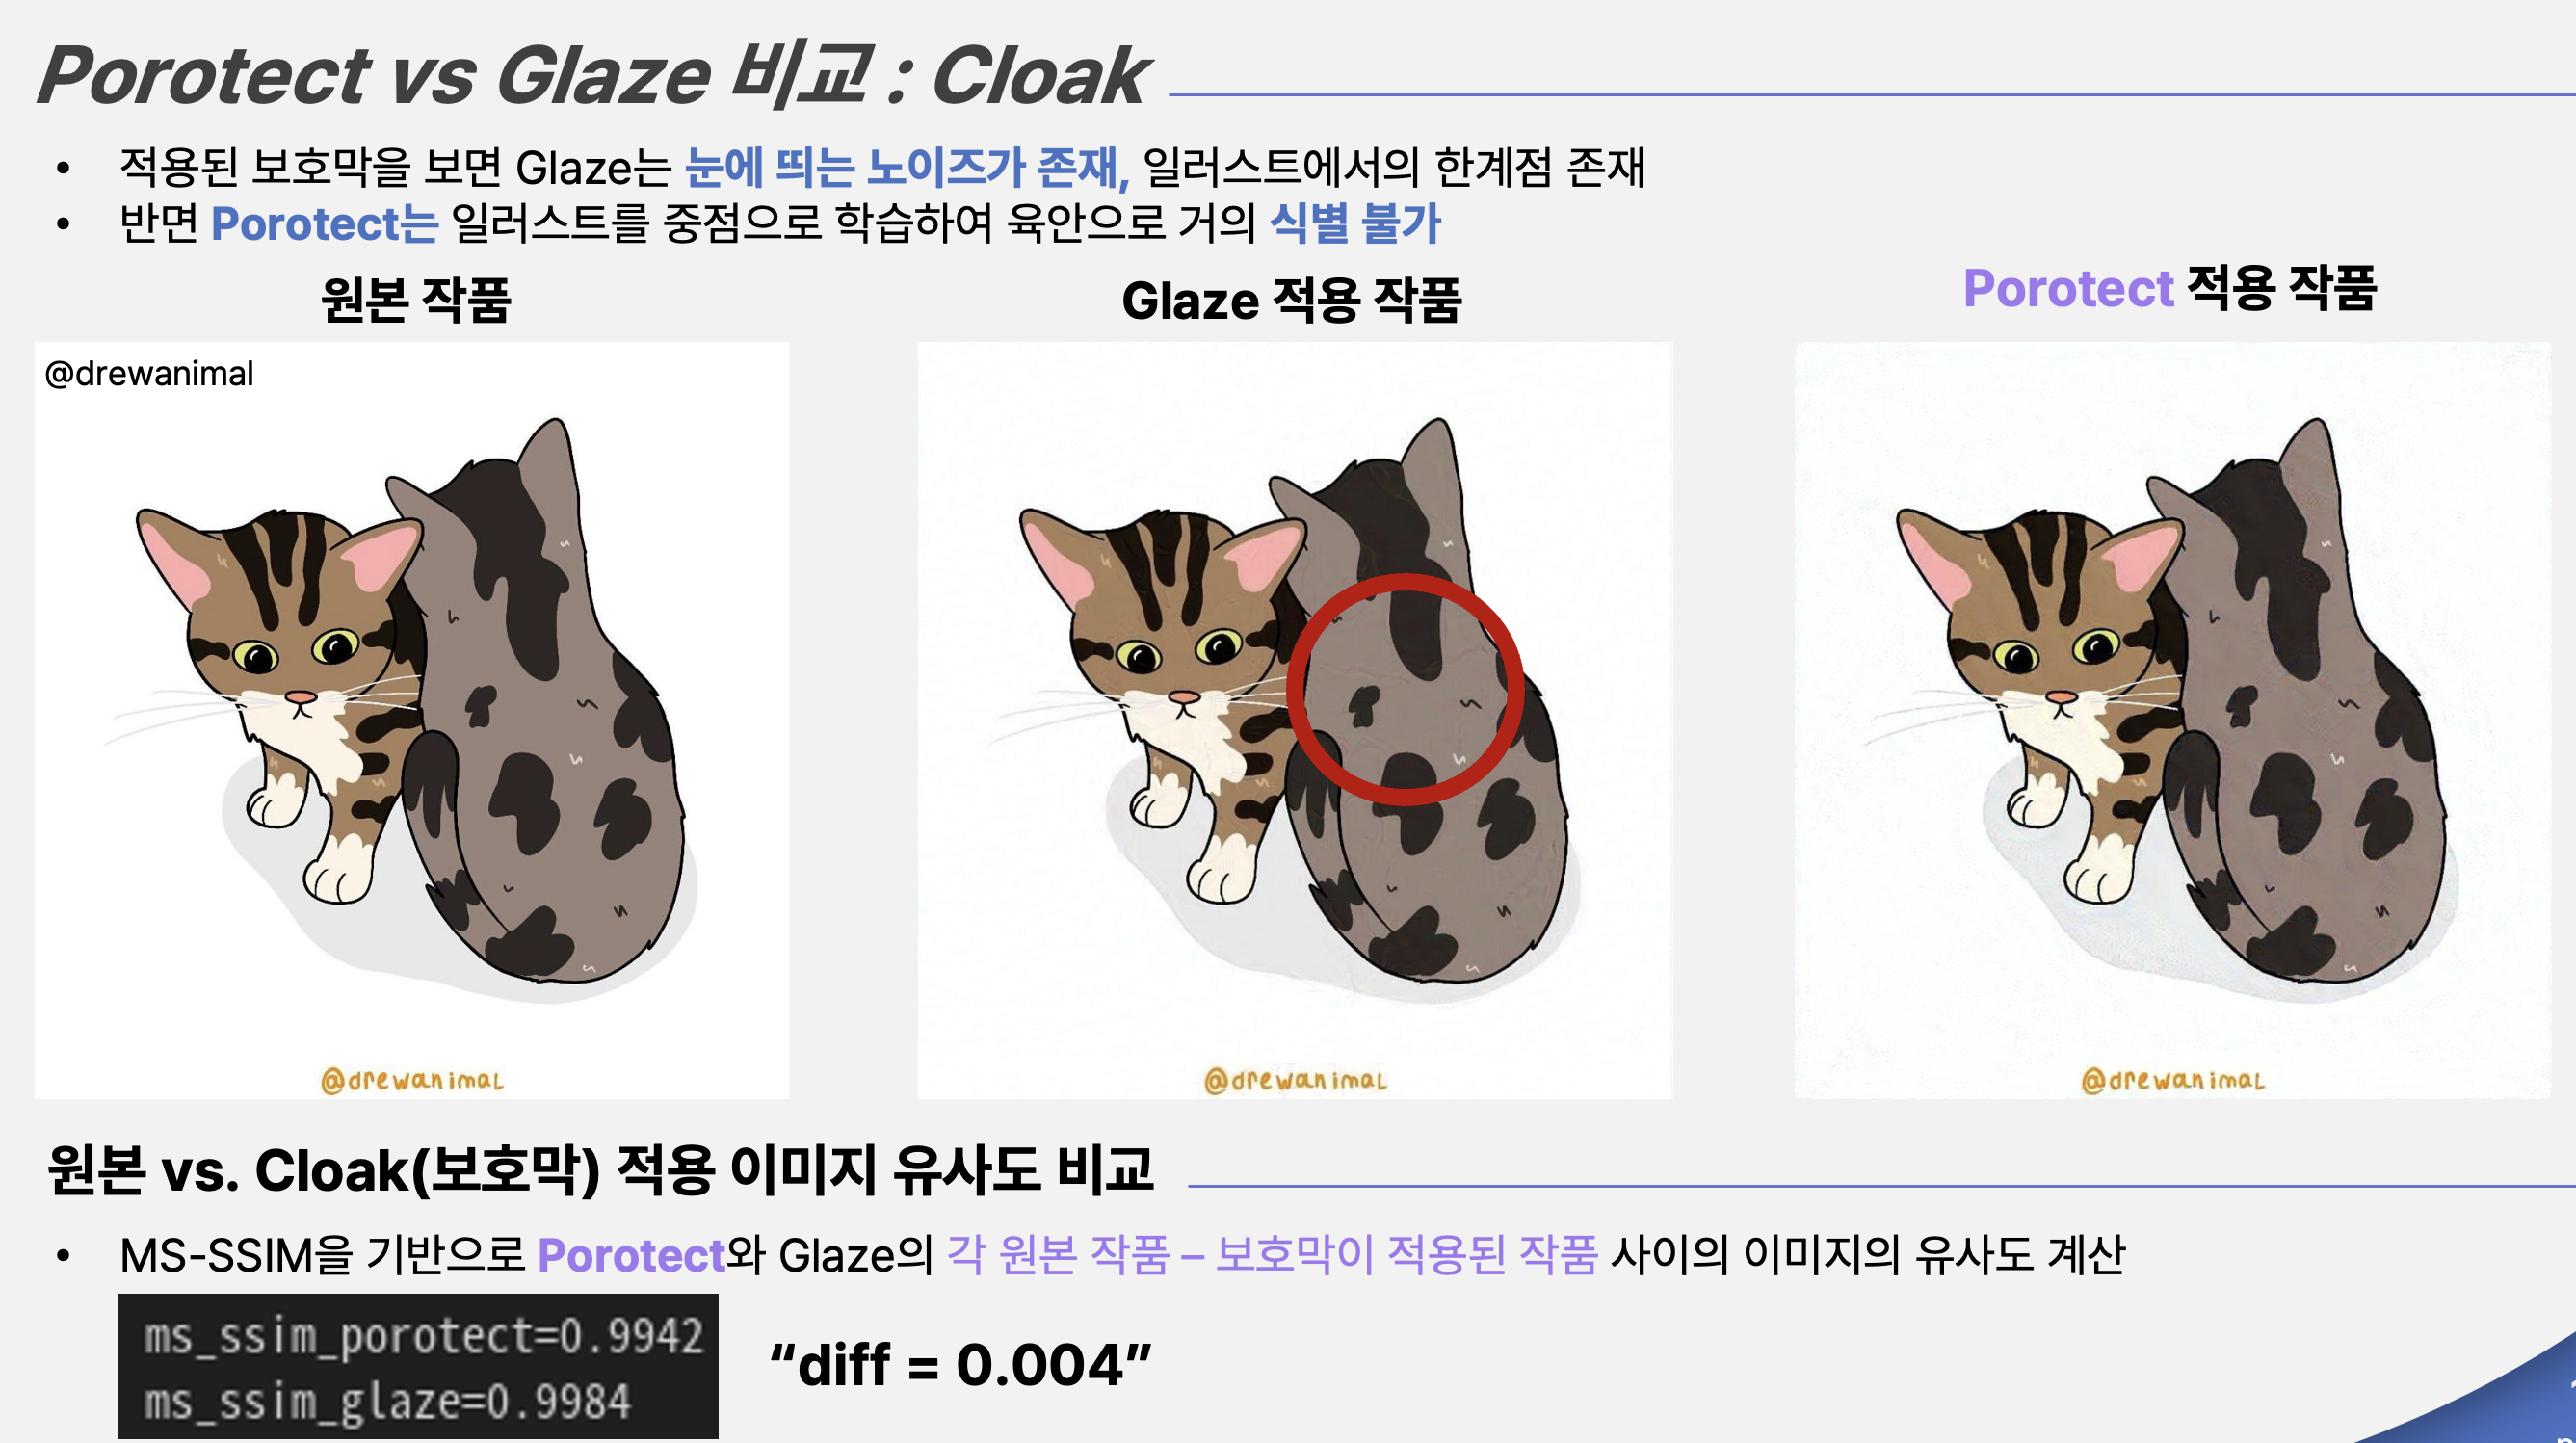 Porotect vs Glaze 비교 : Cloak
• 적용된 보호막을 보면 Glaze는 눈에 띄는 노이즈가 존재, 일러스트에서의 한계점 존재
• 반면 Porotect는 일러스트를 중점으로 학습하여 육안으로 거의 식별 불가
원본 작품
Glaze 적용 작품
Porotect 적용 작품
@drewanimal
@drewanimal
@drewanimal
@drewanimal
원본 vs. Cloak(보호막) 적용 이미지 유사도 비교
• MS-SSIM을 기반으로 Porotect와 Glaze의 각 원본 작품 – 보호막이 적용된 작품 사이의 이미지의 유사도 계산
ms_ssim_porotect=0.9942
ms_ssim_glaze=0.9984
“diff = 0.004”